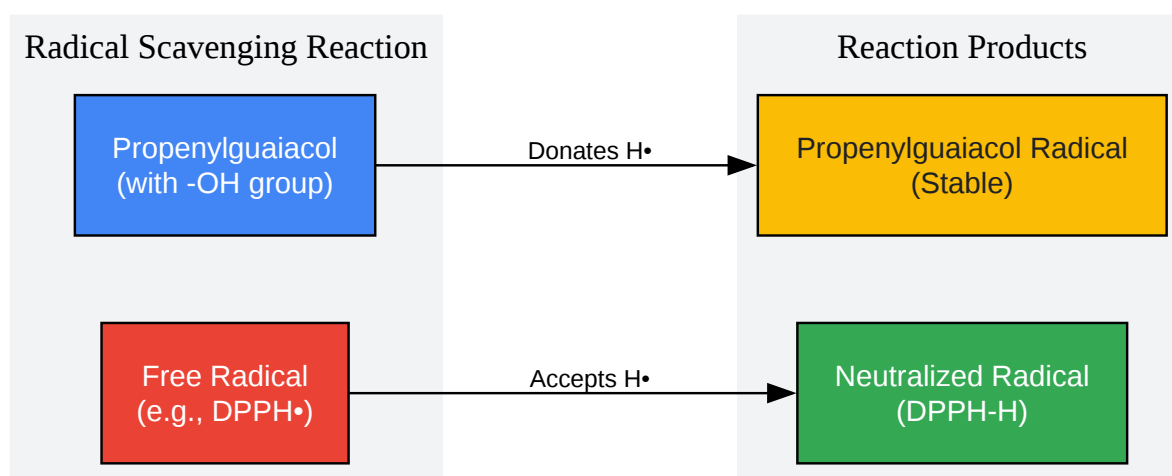 Radical Scavenging Reaction
Reaction Products
Propenylguaiacol
(with -OH group)
Donates H•
Propenylguaiacol Radical
(Stable)
Free Radical
(e.g., DPPH•)
Accepts H•
Neutralized Radical
(DPPH-H)